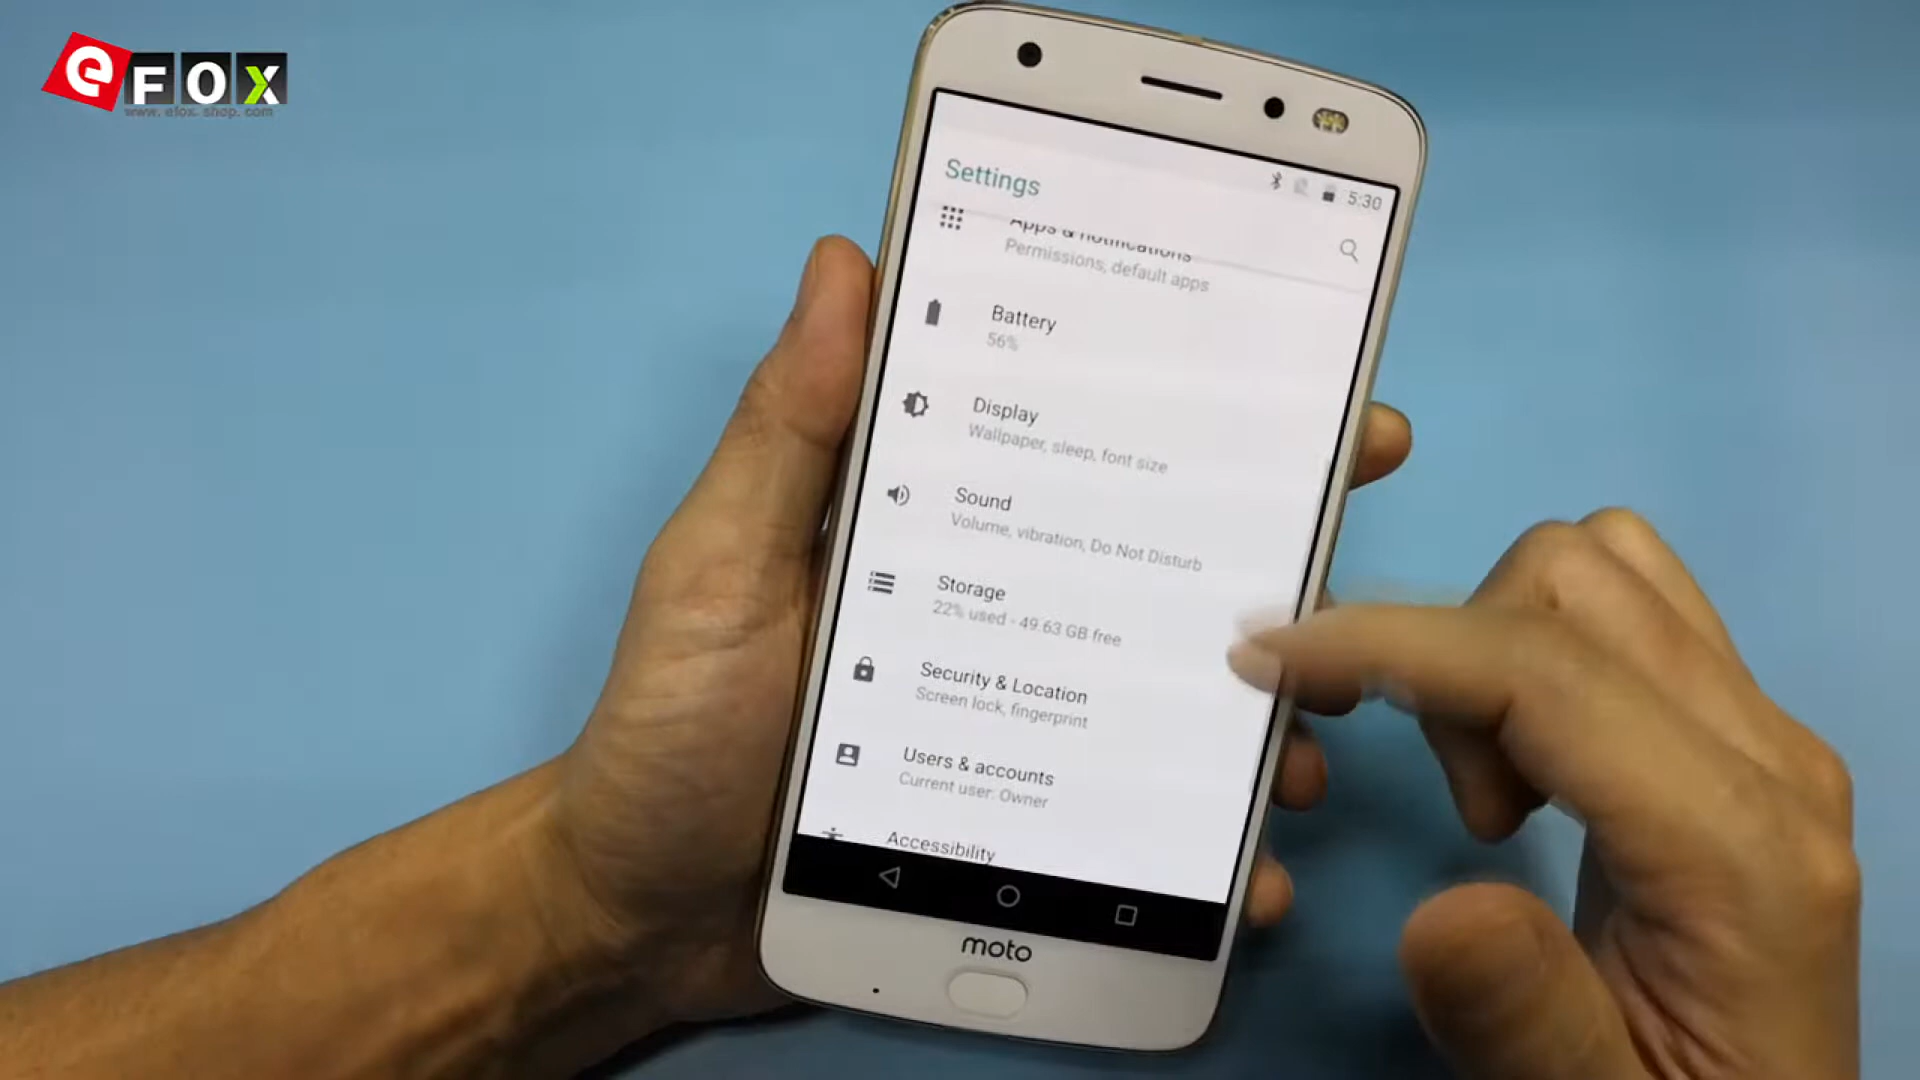 eFOX
www. efox-shop. com
5:30
Settings
Apps & notifications
Permissions, default apps
Battery
56%
Display
Wallpaper, sleep, font size
Sound
Volume, vibration, Do Not Disturb
Storage
22% used - 49.63 GB free
Security & Location
Screen lock, fingerprint
Users & accounts
Current user: Owner
Accessibility
moto